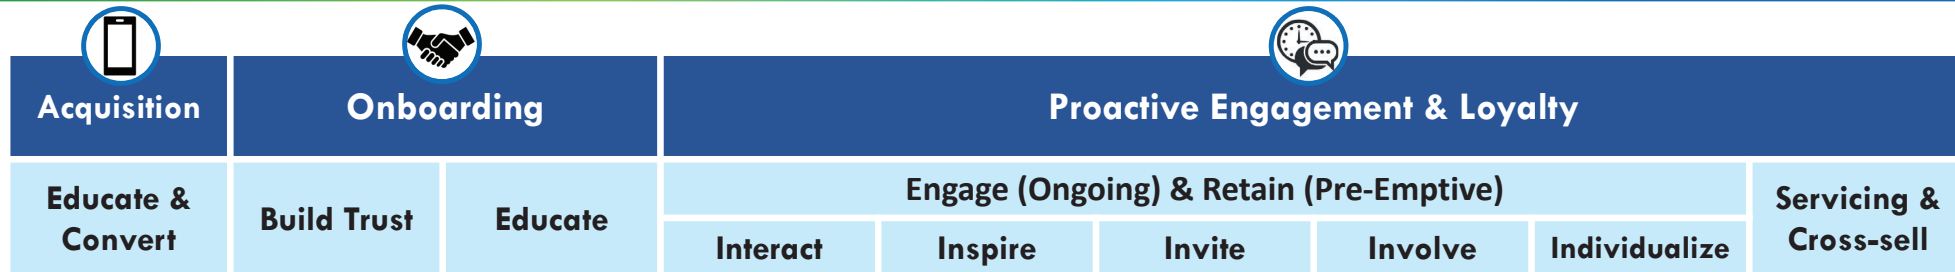 Acquisition
Onboarding
Proactive Engagement & Loyalty
Educate &
Convert
Build Trust
Educate
Engage (Ongoing) & Retain (Pre-Emptive)
Interact
Inspire
Invite
Involve
Individualize
Servicing &
Cross-sell